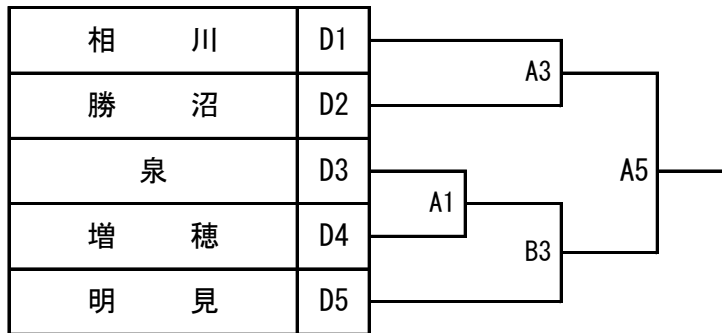 相　川 D1
A3
勝　沼 D2
泉 D3
A5
A1
増　穂 D4
B3
明　見 D5